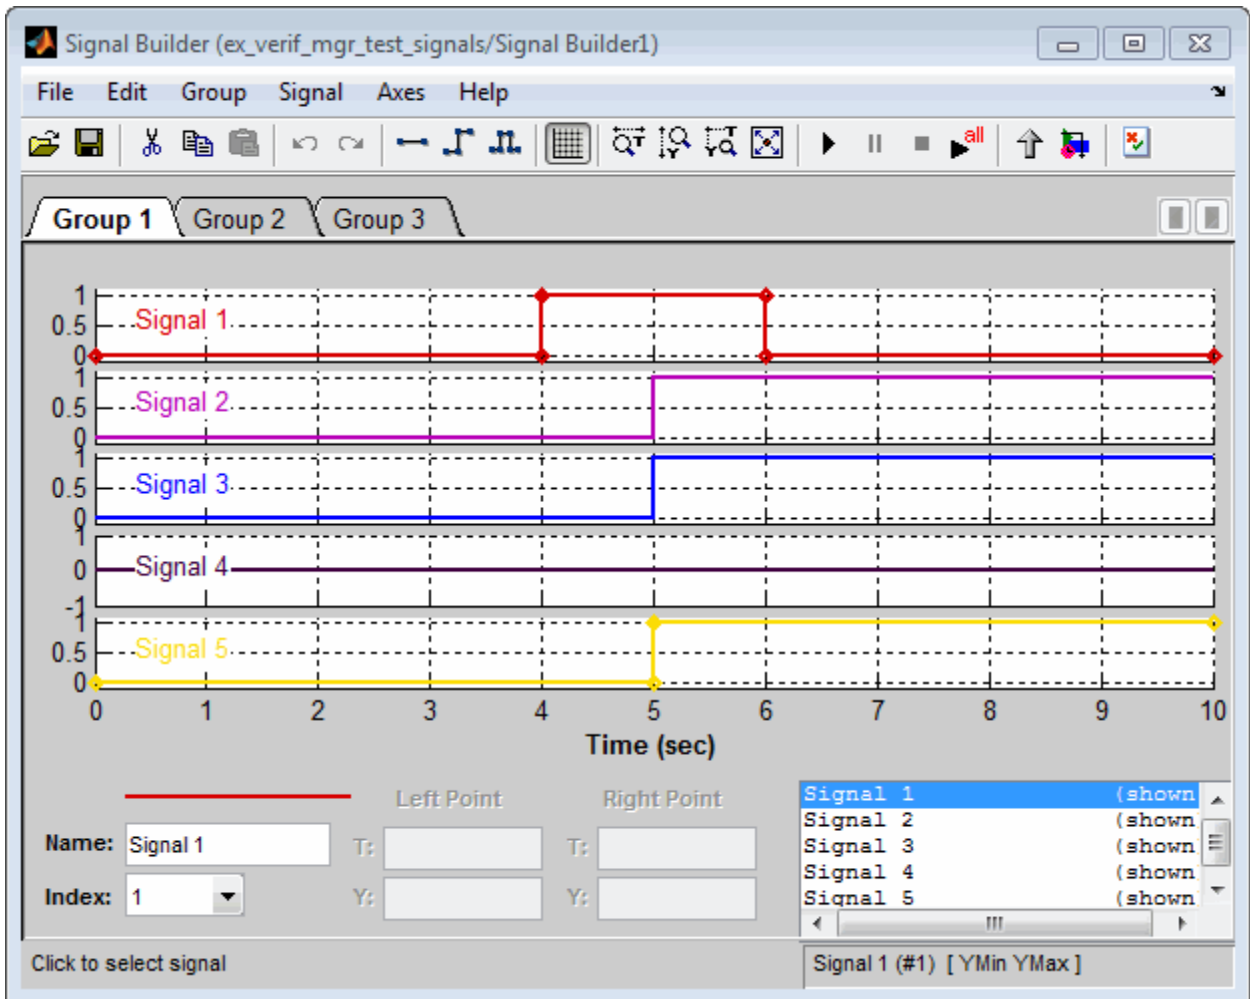 Signal Builder (ex_verif_mgr_test_signals/Signal Builder1)
File Edit Group Signal Axes Help
all
Group 1 Group 2 Group 3
1
0.5
0
Signal 1
1
0.5
0
Signal 2
1
0.5
0
Signal 3
1
0
-1
Signal 4
1
0.5
0
Signal 5
0 1 2 3 4 5 6 7 8 9 10
Time (sec)
Left Point Right Point
Name: Signal 1 T: T:
Index: 1 Y: Y:
Signal 1 (shown
Signal 2 (shown
Signal 3 (shown
Signal 4 (shown
Signal 5 (shown
Click to select signal
Signal 1 (#1) [ YMin YMax ]